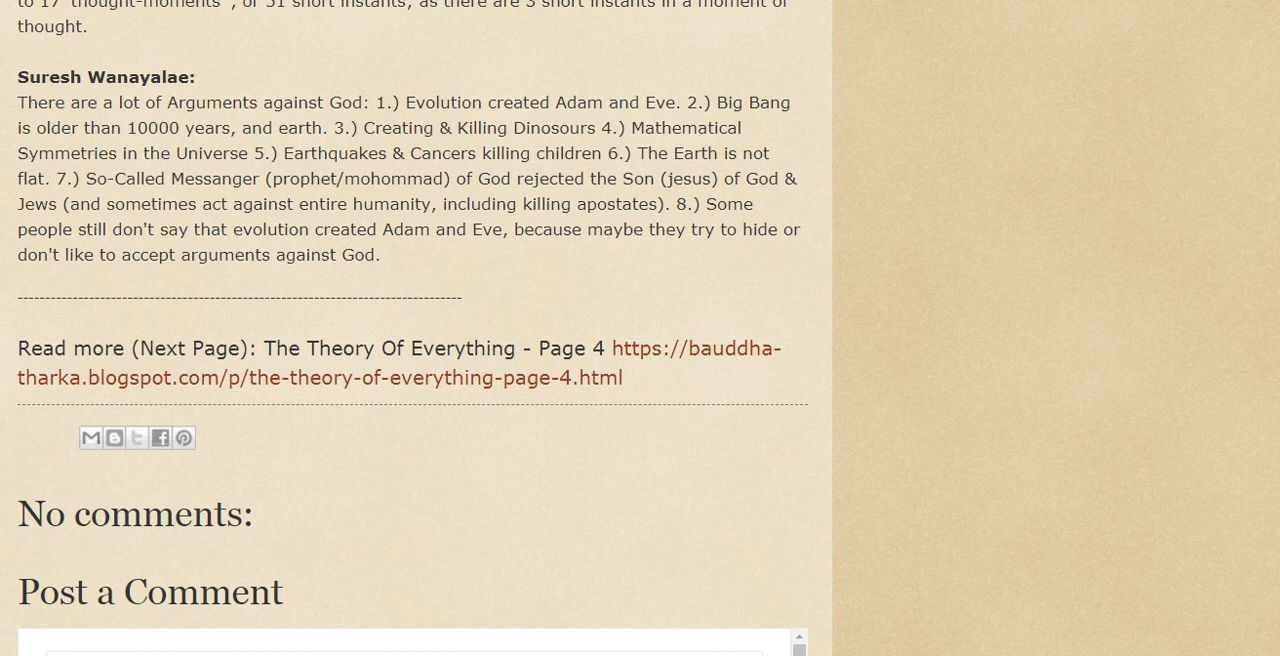 to 17 "thought-moments", or 51 short instants, as there are 3 short instants in a moment of
thought.
Suresh Wanayalae:
There are a lot of Arguments against God: 1.) Evolution created Adam and Eve. 2.) Big Bang
is older than 10000 years, and earth. 3.) Creating & Killing Dinosours 4.) Mathematical
Symmetries in the Universe 5.) Earthquakes & Cancers killing children 6.) The Earth is not
flat. 7.) So-Called Messanger (prophet/mohommad) of God rejected the Son (jesus) of God &
Jews (and sometimes act against entire humanity, including killing apostates). 8.) Some
people still don't say that evolution created Adam and Eve, because maybe they try to hide or
don't like to accept arguments against God.
--------------------------------------------------------------------------------
Read more (Next Page): The Theory Of Everything - Page 4 https://bauddha-
tharka.blogspot.com/p/the-theory-of-everything-page-4.html
No comments:
Post a Comment